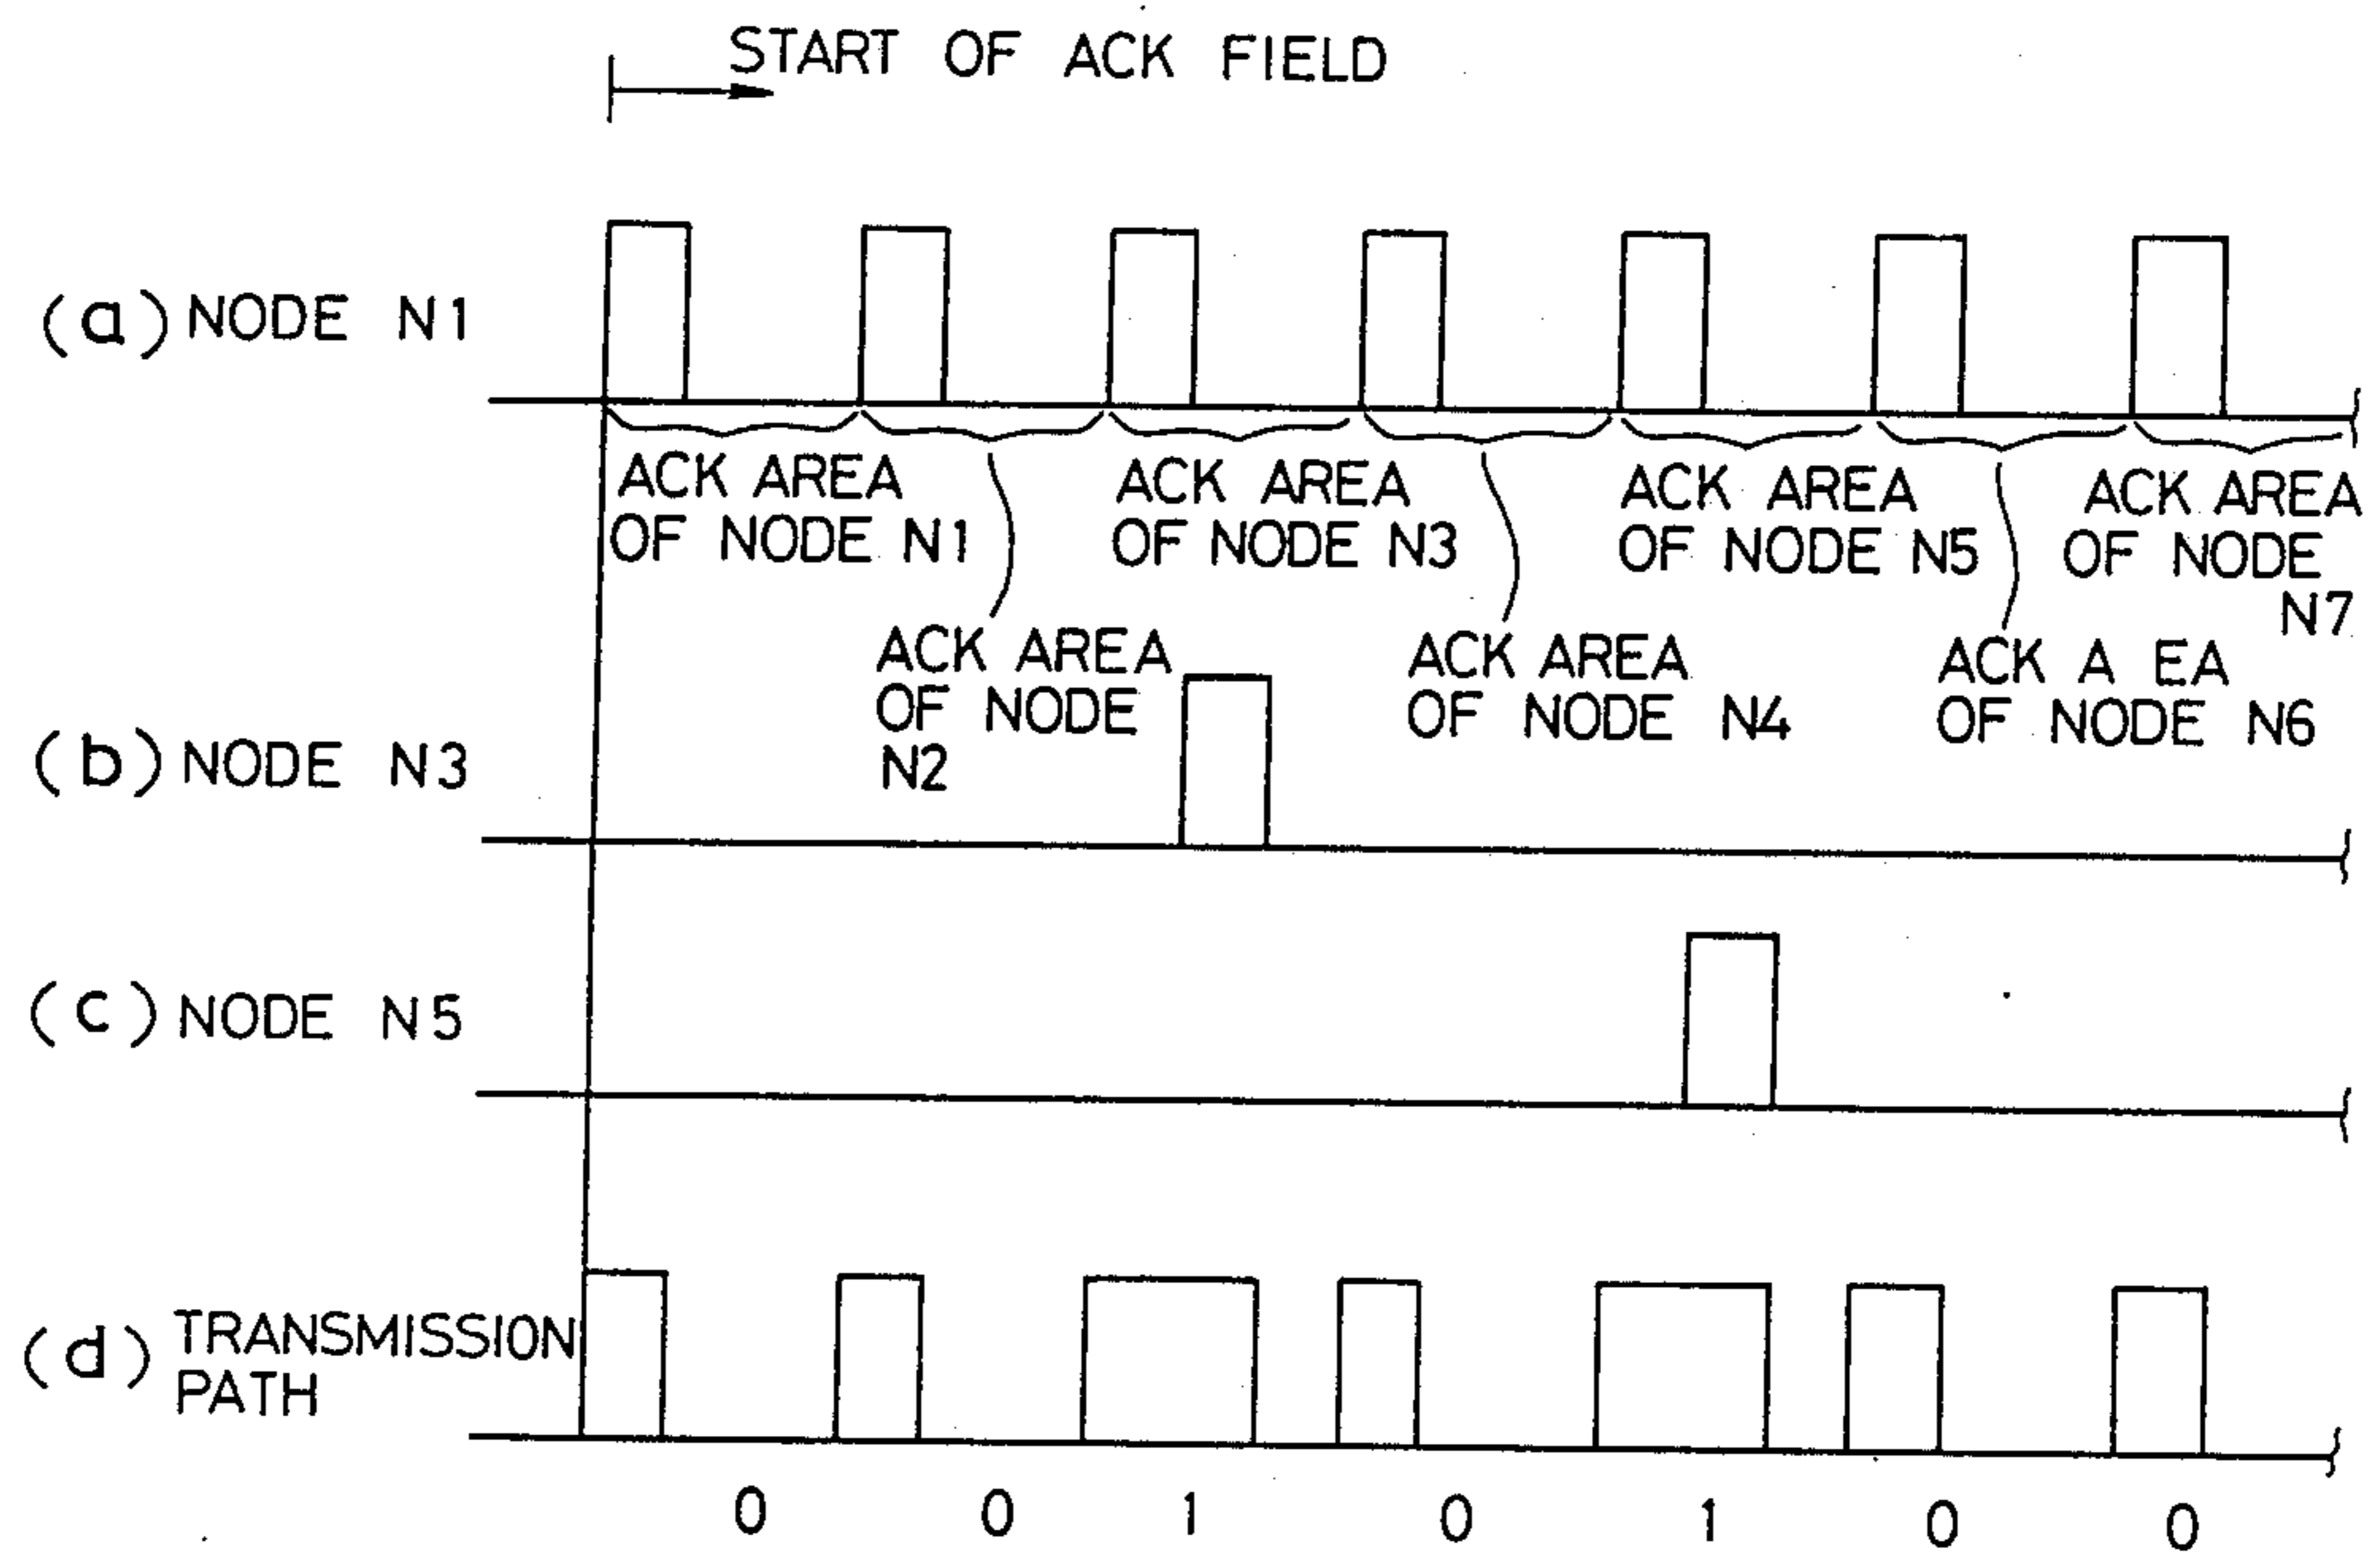 START OF ACK FIELD
(a) NODE N1
ACK AREA
OF NODE N1
ACK AREA
OF NODE N3
ACK AREA
OF NODE N5
ACK AREA
OF NODE
N7
ACK AREA
OF NODE
N2
ACK AREA
OF NODE N4
ACK A EA
OF NODE N6
(b) NODE N3
(c) NODE N5
(d) TRANSMISSION
PATH
0 0 1 0 1 0 0